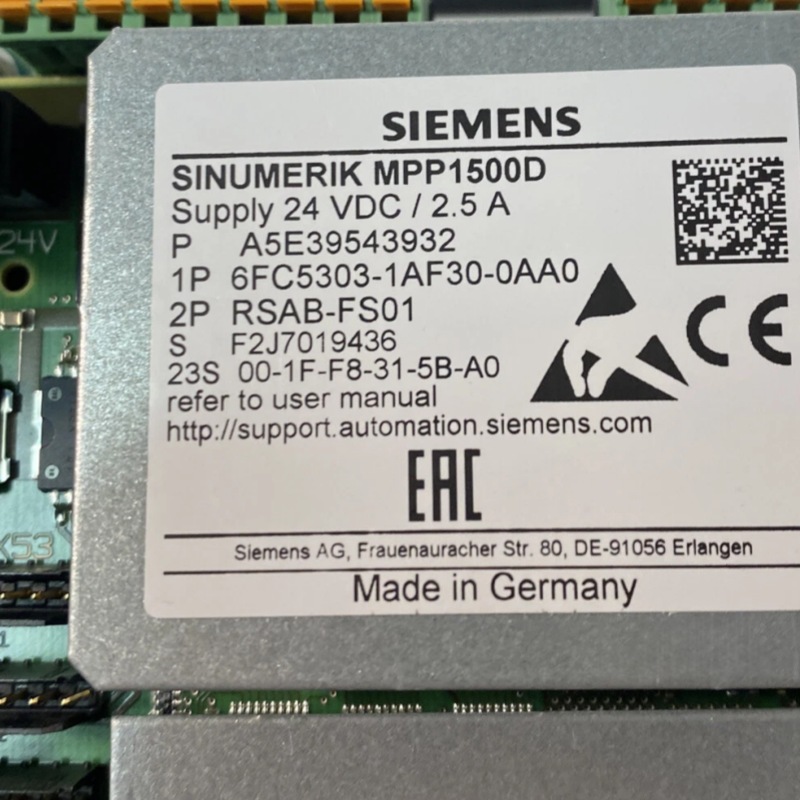 SIEMENS
SINUMERIK MPP1500D
Supply 24 VDC / 2.5 A
P A5E39543932
1P 6FC5303-1AF30-0AA0
2P RSAB-FS01
S F2J7019436
23S 00-1F-F8-31-5B-A0
refer to user manual
http://support.automation.siemens.com
CE
EAC
Siemens AG, Frauenauracher Str. 80, DE-91056 Erlangen
Made in Germany
24V
X53
1